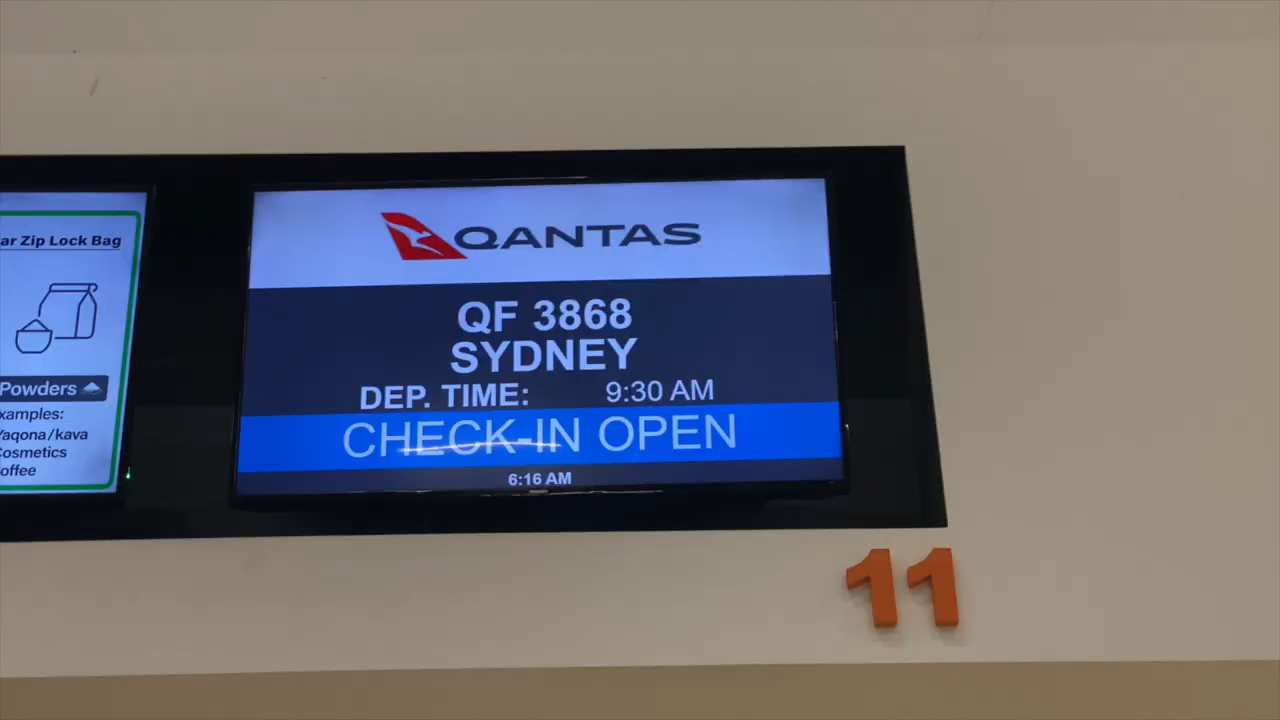 ar Zip Lock Bag
Powders
xamples:
Yaqona/kava
Cosmetics
offee
QANTAS
QF 3868
SYDNEY
DEP. TIME: 9:30 AM
CHECK-IN OPEN
6:16 AM
11